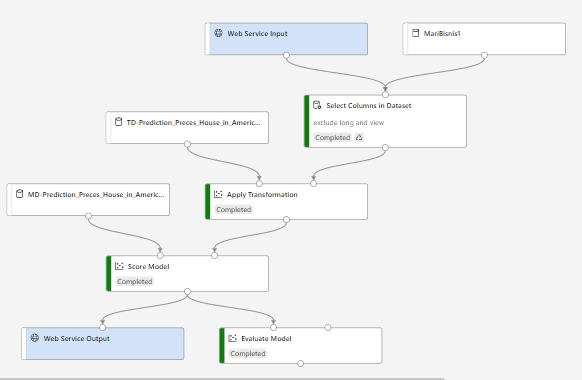 Web Service Input
MariBisnis1
Select Columns in Dataset
exclude long and view
Completed
TD-Prediction_Preces_House_in_Americ...
MD-Prediction_Preces_House_in_Americ...
Apply Transformation
Completed
Score Model
Completed
Web Service Output
Evaluate Model
Completed